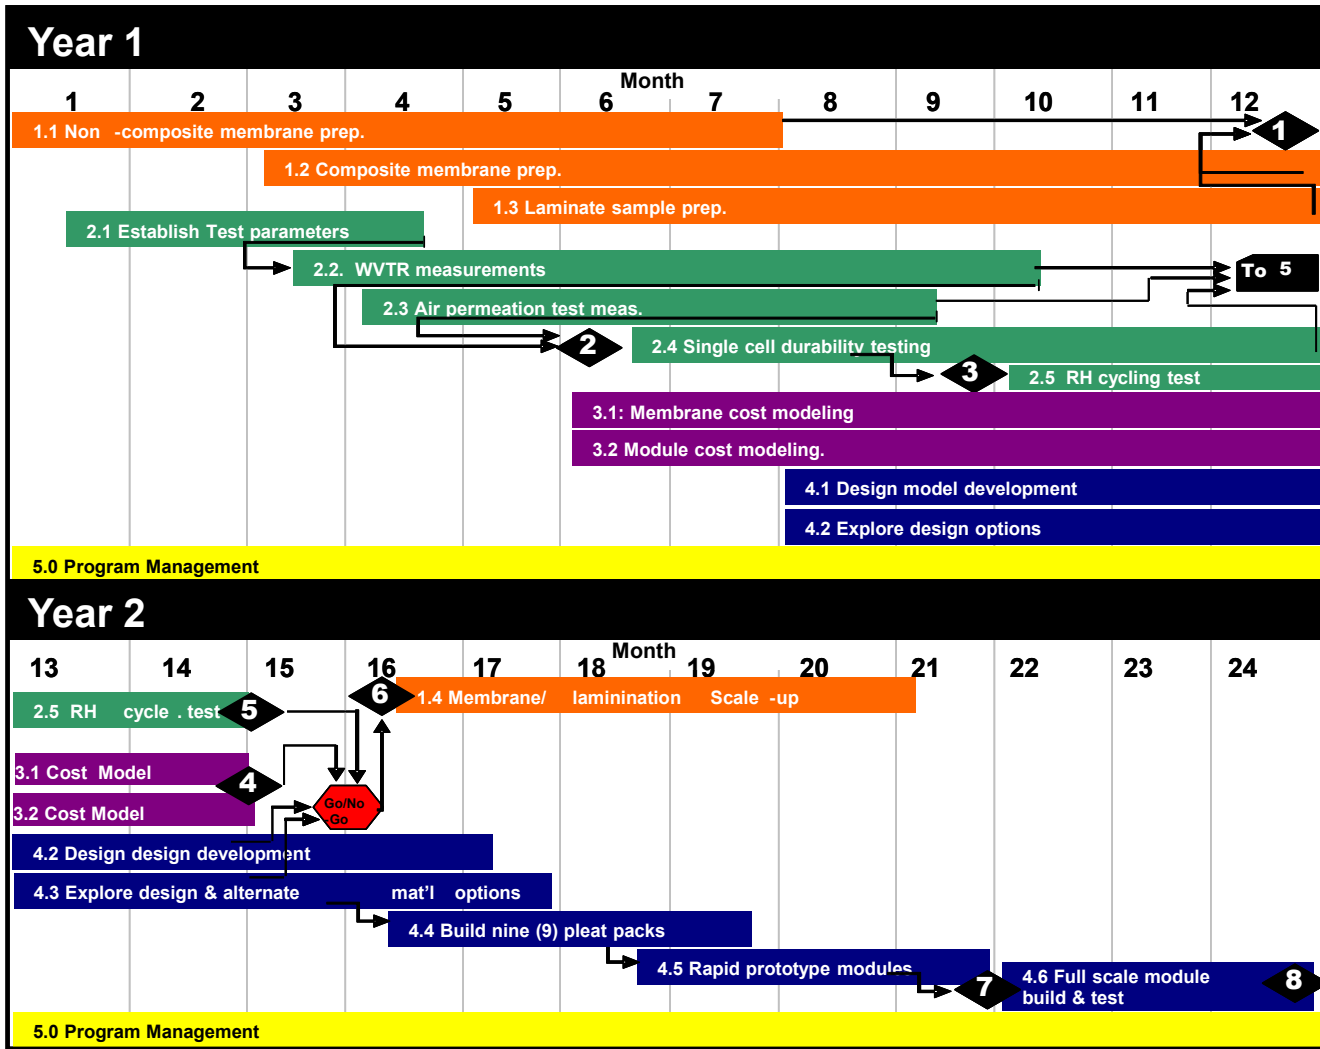 Year 1
Month
1 2 3 4 5 6 7 8 9 10 11 12
1.1 Non -composite membrane prep.
1
1.2 Composite membrane prep.
1.3 Laminate sample prep.
2.1 Establish Test parameters
2.2. WVTR measurements
To 5
2.3 Air permeation test meas.
2
2.4 Single cell durability testing
3
2.5 RH cycling test
3.1: Membrane cost modeling
3.2 Module cost modeling.
4.1 Design model development
4.2 Explore design options
5.0 Program Management
Year 2
Month
13 14 15 16 17 18 19 20 21 22 23 24
6
1.4 Membrane/ laminination Scale -up
2.5 RH cycle . test
5
3.1 Cost Model
4
3.2 Cost Model
Go/No
-Go
4.2 Design design development
4.3 Explore design & alternate mat'l options
4.4 Build nine (9) pleat packs
4.5 Rapid prototype modules
7
4.6 Full scale module
build & test
8
5.0 Program Management